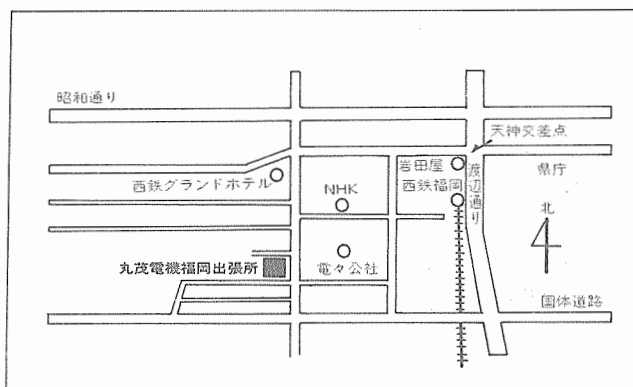 昭和通り
天神交差点
岩田屋
県庁
西鉄グランドホテル
西鉄福岡
渡辺通り
NHK
北
丸茂電機福岡出張所
電々公社
国体道路